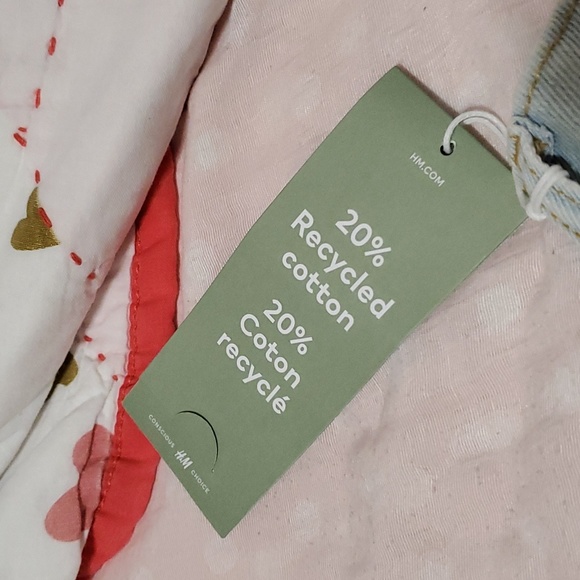 HM.COM
20%
Recycled
cotton
20%
Coton
recyclé
CONSCIOUS
H&M
CHOICE